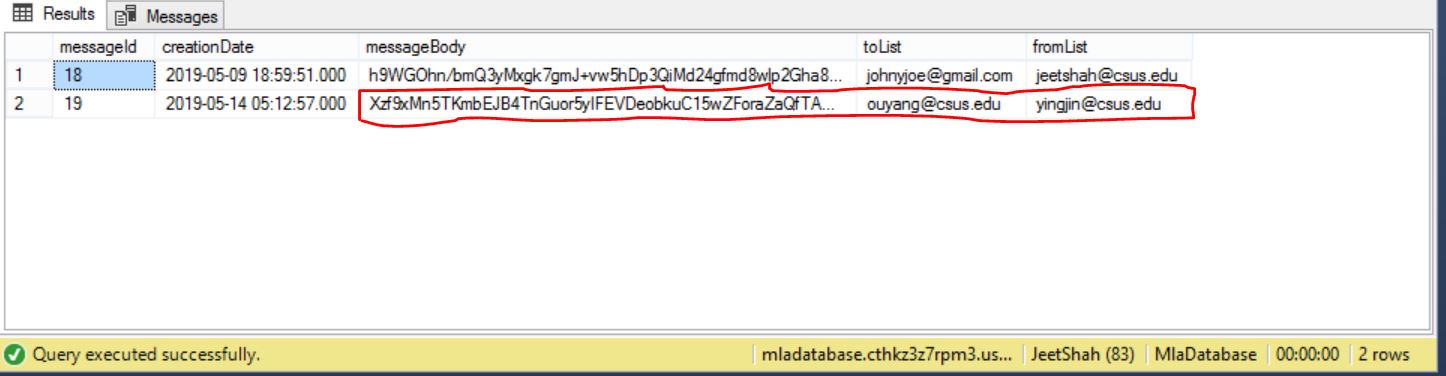 Results Messages
messageId creationDate messageBody toList fromList
1 18 2019-05-09 18:59:51.000 h9WGOhn/bmQ3yMxgk7gmJ+vw5hDp3QiMd24gfmd8wlp2Gha8... johnyjoe@gmail.com jeetshah@csus.edu
2 19 2019-05-14 05:12:57.000 Xzf9xMn5TKmbEJB4TnGuor5ylFEVDeobkuC15wZForaZaQfTA... ouyang@csus.edu yingjin@csus.edu
Query executed successfully. mladatabase.cthkz3z7rpm3.us... JeetShah (83) MlaDatabase 00:00:00 2 rows